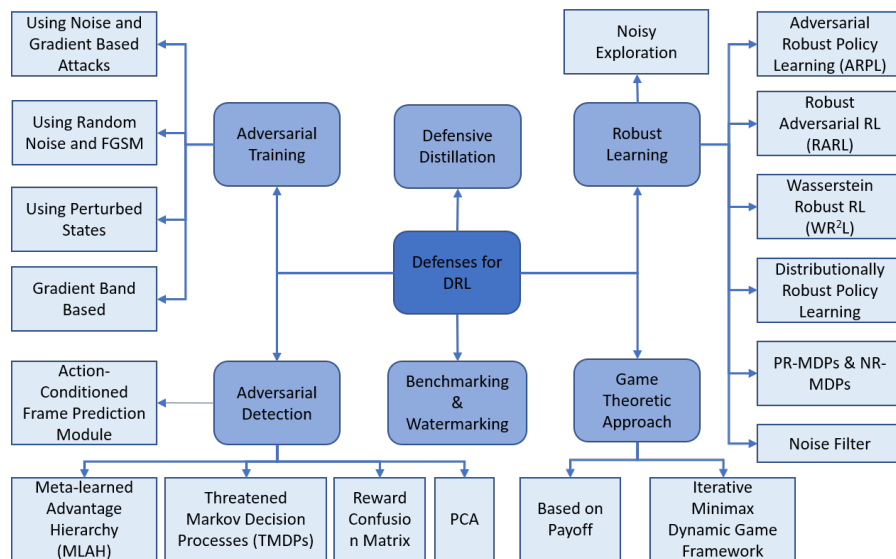 Using Noise and
Gradient Based
Attacks
Using Random
Noise and FGSM
Using Perturbed
States
Gradient Band
Based
Action-
Conditioned
Frame Prediction
Module
Adversarial
Training
Defensive
Distillation
Noisy
Exploration
Robust
Learning
Defenses for
DRL
Adversarial
Detection
Benchmarking
&
Watermarking
Game
Theoretic
Approach
Adversarial
Robust Policy
Learning (ARPL)
Robust
Adversarial RL
(RARL)
Wasserstein
Robust RL
(WR²L)
Distributionally
Robust Policy
Learning
PR-MDPs & NR-
MDPs
Noise Filter
Meta-learned
Advantage
Hierarchy
(MLAH)
Threatened
Markov Decision
Processes (TMDPs)
Reward
Confusio
n Matrix
PCA
Based on
Payoff
Iterative
Minimax
Dynamic Game
Framework